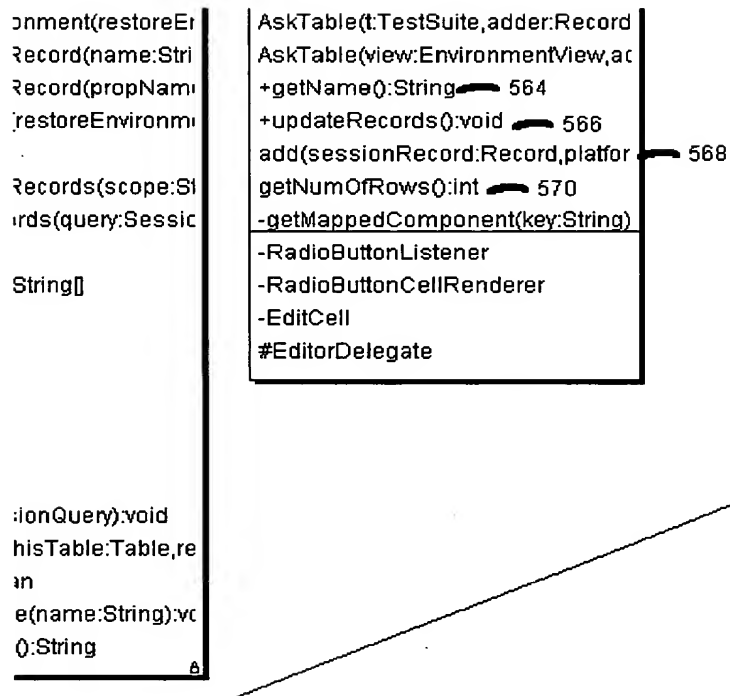 onment(restoreEr
Record(name:Stri
Record(propNam
restoreEnvironm
Records(scope:St
rds(query:Sessic
String[]
sionQuery):void
hisTable:Table,re
an
e(name:String):vc
():String
AskTable(t:TestSuite,adder:Record
AskTable(view:EnvironmentView,ac
+getName():String 564
+updateRecords():void 566
add(sessionRecord:Record,platfor 568
getNumOfRows():int 570
-getMappedComponent(key:String)
-RadioButtonListener
-RadioButtonCellRenderer
-EditCell
#EditorDelegate